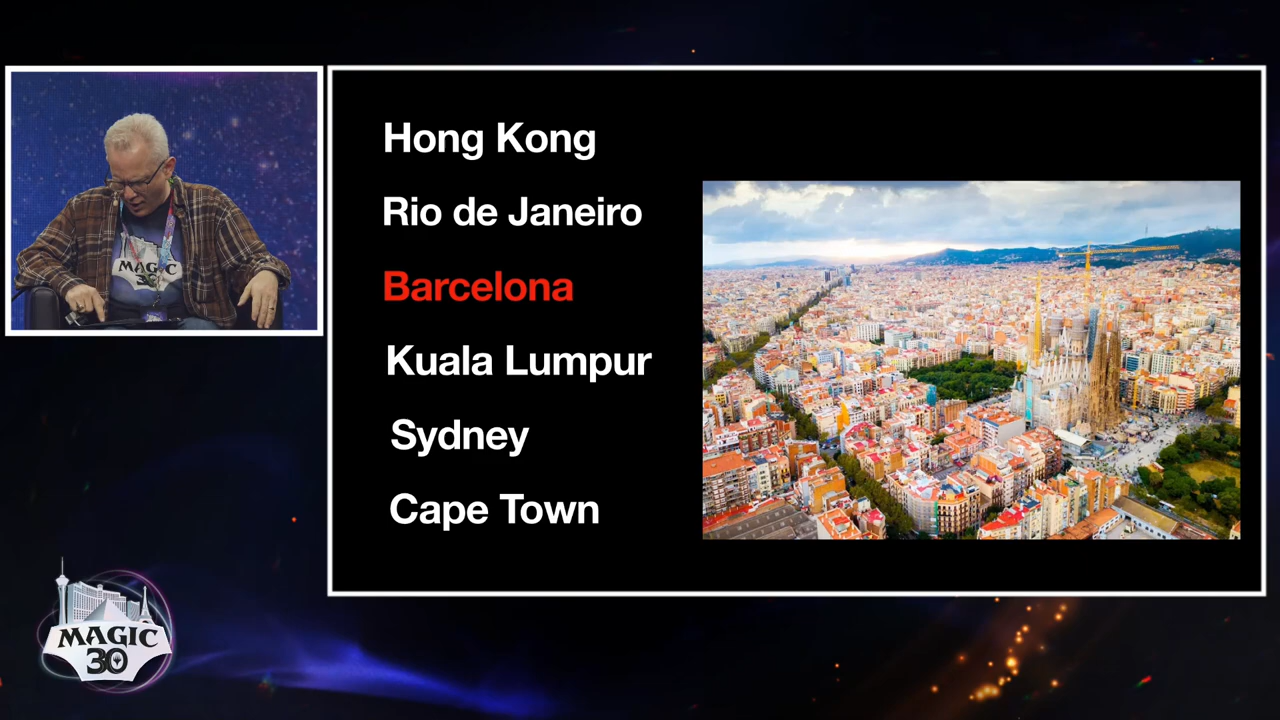 MAGIC
30
Hong Kong
Rio de Janeiro
Barcelona
Kuala Lumpur
Sydney
Cape Town
MAGIC
30